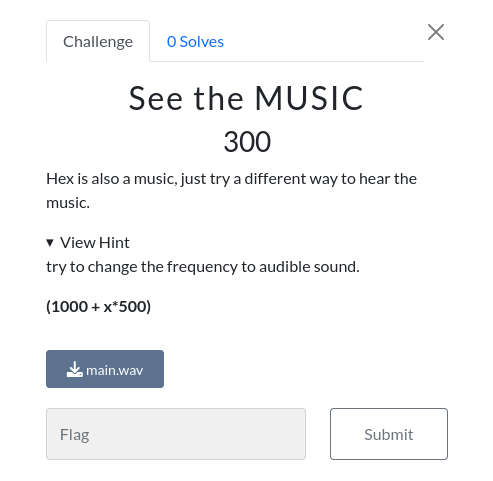 Challenge
0 Solves
See the MUSIC
300
Hex is also a music, just try a different way to hear the
music.
▼ View Hint
try to change the frequency to audible sound.
(1000 + x*500)
main.wav
Flag
Submit